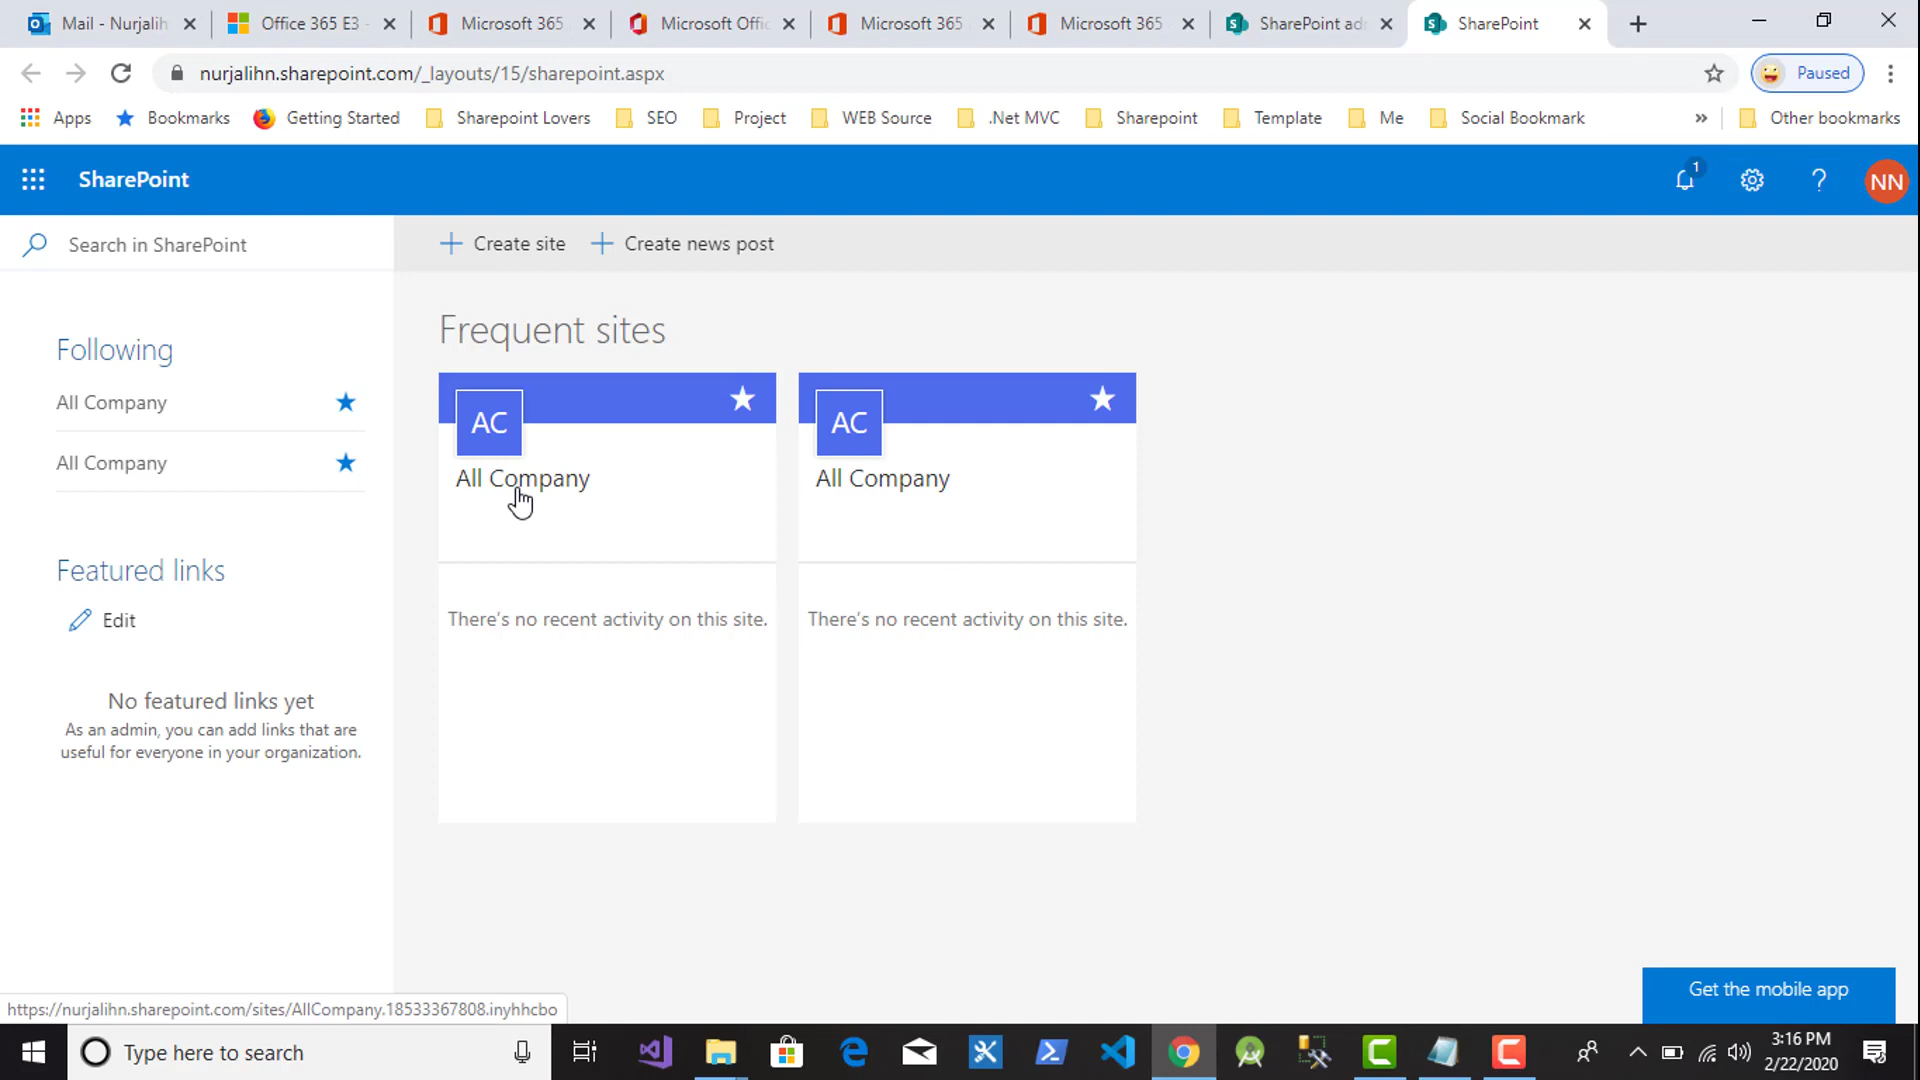 Mail - Nurjalih
Office 365 E3 -
Microsoft 365
Microsoft Offic
Microsoft 365
Microsoft 365
SharePoint ad
SharePoint
nurjalihn.sharepoint.com/_layouts/15/sharepoint.aspx
Paused
Apps
Bookmarks
Getting Started
Sharepoint Lovers
SEO
Project
WEB Source
.Net MVC
Sharepoint
Template
Me
Social Bookmark
»
Other bookmarks
SharePoint
1
?
NN
Search in SharePoint
Create site
Create news post
Following
All Company
All Company
Featured links
Edit
No featured links yet
As an admin, you can add links that are
useful for everyone in your organization.
Frequent sites
AC
All Company
There's no recent activity on this site.
AC
All Company
There's no recent activity on this site.
Get the mobile app
https://nurjalihn.sharepoint.com/sites/AllCompany.18533367808.inyhhcbo
Type here to search
3:16 PM
2/22/2020